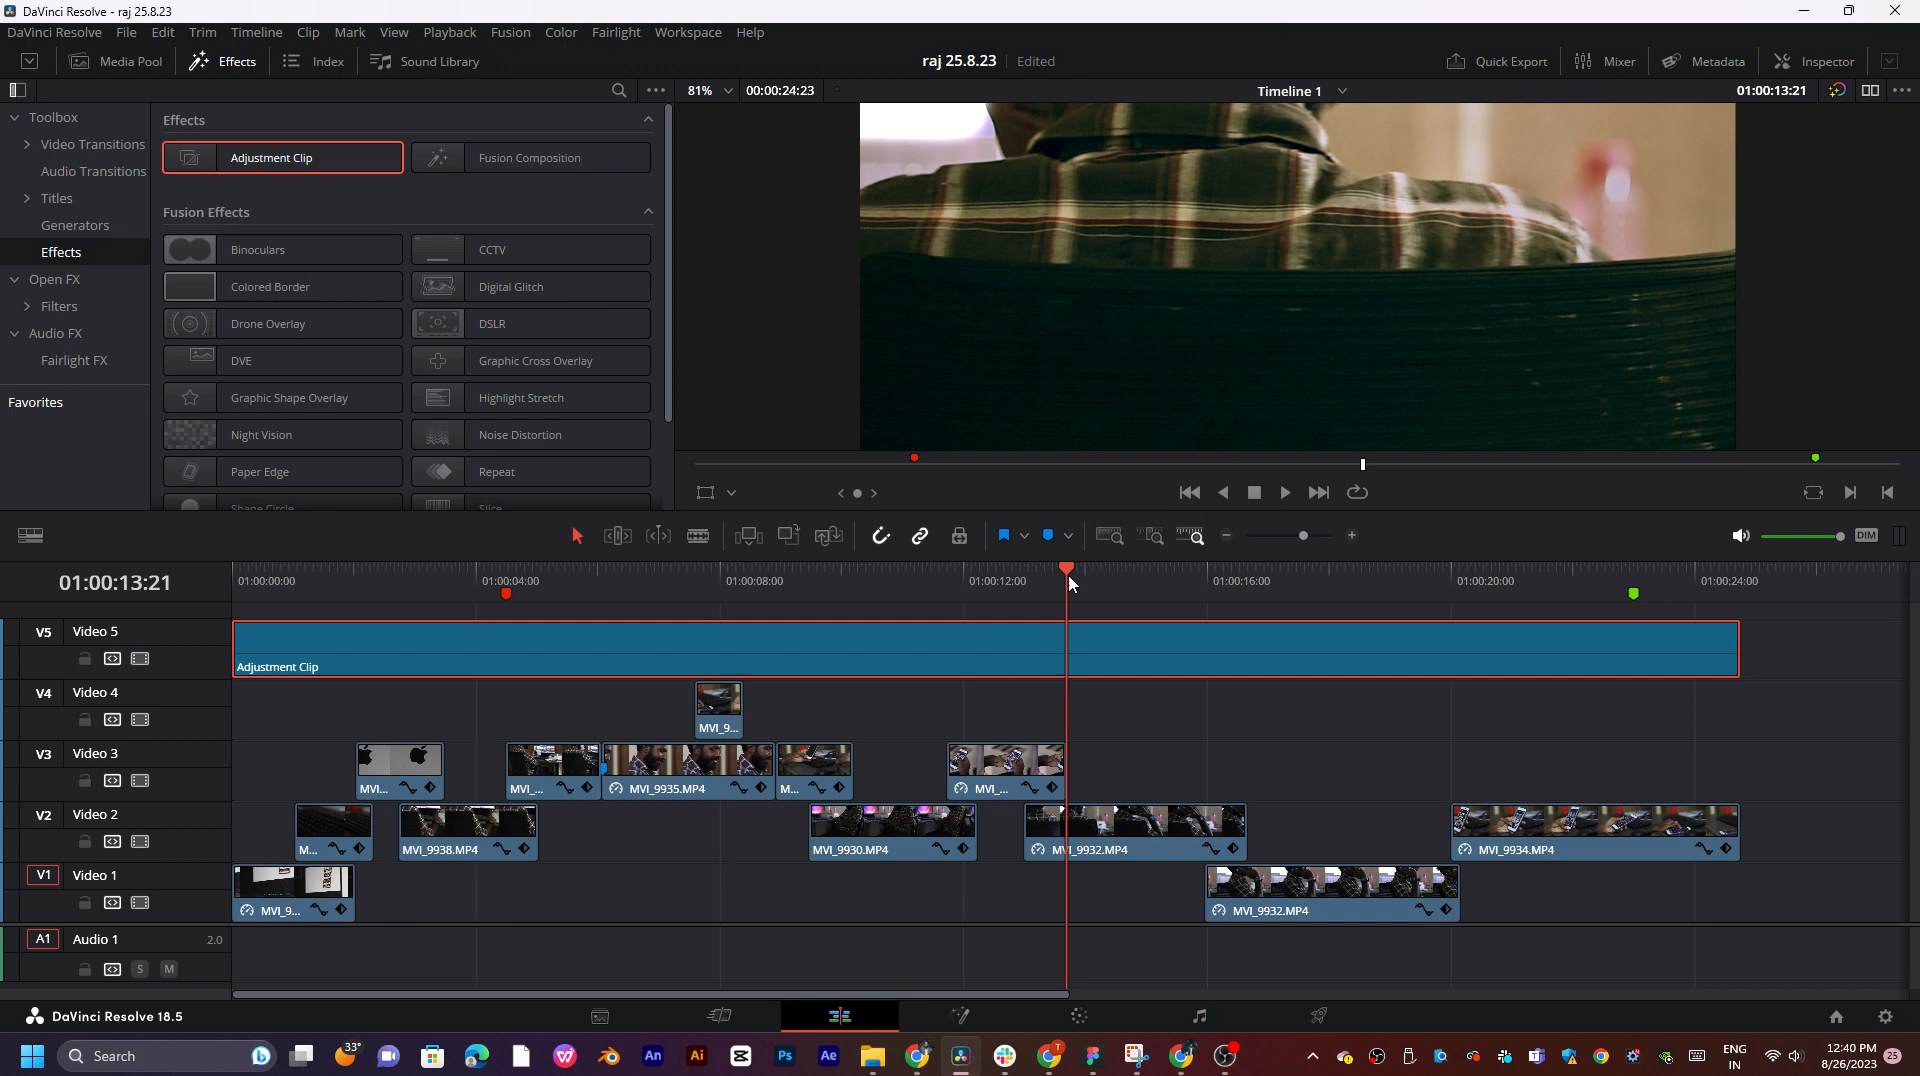 DaVinci Resolve - raj 25.8.23
DaVinci Resolve File Edit Trim Timeline Clip Mark View Playback Fusion Color Fairlight Workspace Help
Media Pool Effects Index Sound Library raj 25.8.23 Edited Quick Export Mixer Metadata Inspector
81% 00:00:24:23 Timeline 1 01:00:13:21
Toolbox
Video Transitions
Audio Transitions
Titles
Generators
Effects
Open FX
Filters
Audio FX
Fairlight FX
Favorites
Effects
Adjustment Clip Fusion Composition
Fusion Effects
Binoculars CCTV
Colored Border Digital Glitch
Drone Overlay DSLR
DVE Graphic Cross Overlay
Graphic Shape Overlay Highlight Stretch
Night Vision Noise Distortion
Paper Edge Repeat
Shape Circle Slice
DIM
01:00:13:21 01:00:00:00 01:00:04:00 01:00:08:00 01:00:12:00 01:00:16:00 01:00:20:00 01:00:24:00
V5 Video 5
Adjustment Clip
V4 Video 4
MVI_9...
V3 Video 3
MVI... MVI_... MVI_9935.MP4 M... MVI_...
V2 Video 2
M... MVI_9938.MP4 MVI_9930.MP4 MVI_9932.MP4 MVI_9934.MP4
V1 Video 1
MVI_9... MVI_9932.MP4
A1 Audio 1 2.0
S M
DaVinci Resolve 18.5
Search 33° An Ai Ps Ae T ENG
IN
12:40 PM
8/26/2023 25